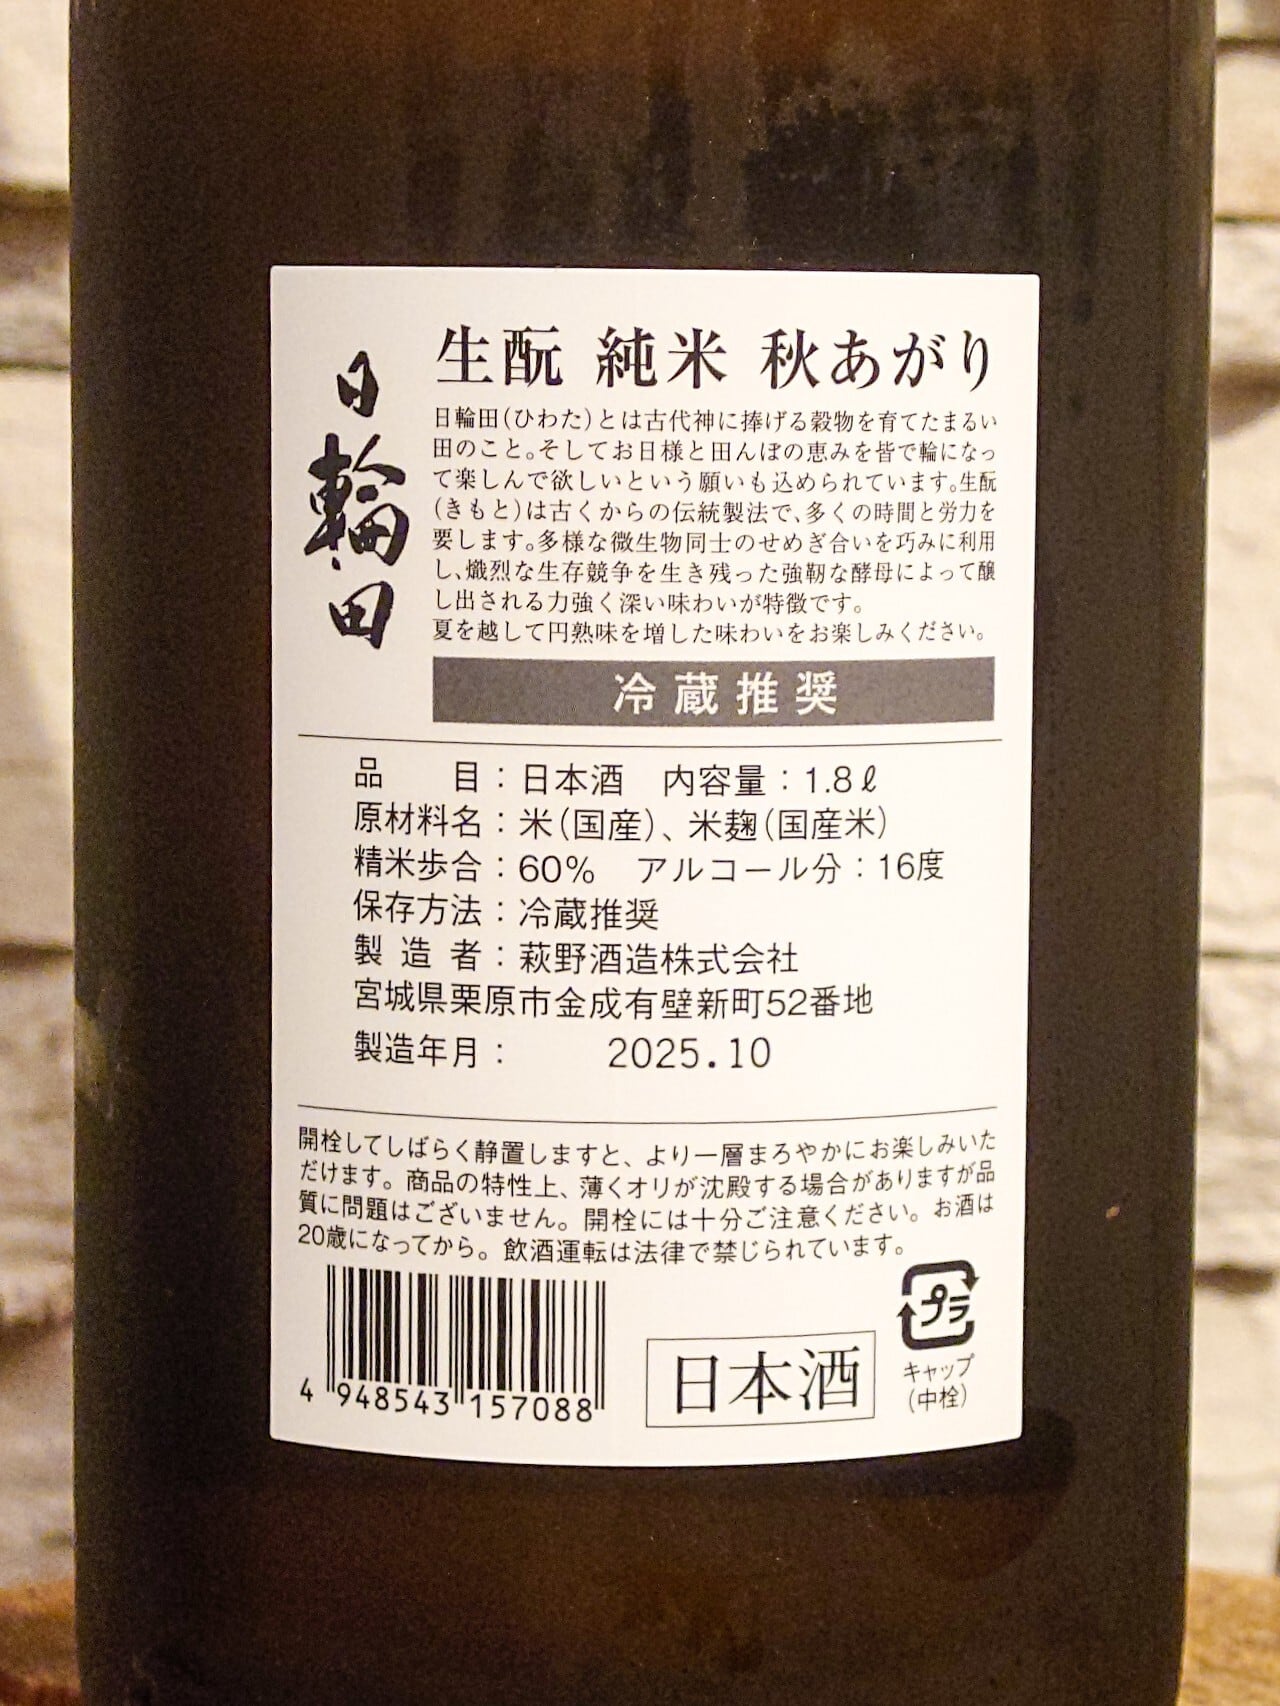 日輪田
生酛 純米 秋あがり
日輪田(ひわた)とは古代神に捧げる穀物を育てたまるい
田のこと。そしてお日様と田んぼの恵みを皆で輪になっ
て楽しんで欲しいという願いも込められています。生酛
(きもと)は古くからの伝統製法で、多くの時間と労力を
要します。多様な微生物同士のせめぎ合いを巧みに利用
し、熾烈な生存競争を生き残った強靭な酵母によって醸
し出される力強く深い味わいが特徴です。
夏を越して円熟味を増した味わいをお楽しみください。
冷蔵推奨
品 目：日本酒 内容量：1.8ℓ
原材料名：米(国産)、米麹(国産米)
精米歩合：60% アルコール分：16度
保存方法：冷蔵推奨
製造者：萩野酒造株式会社
宮城県栗原市金成有壁新町52番地
製造年月： 2025.10
開栓してしばらく静置しますと、より一層まろやかにお楽しみいた
だけます。商品の特性上、薄くオリが沈殿する場合がありますが品
質に問題はございません。開栓には十分ご注意ください。お酒は
20歳になってから。飲酒運転は法律で禁じられています。
4 948543 157088
日本酒
プラ
キャップ
(中栓)